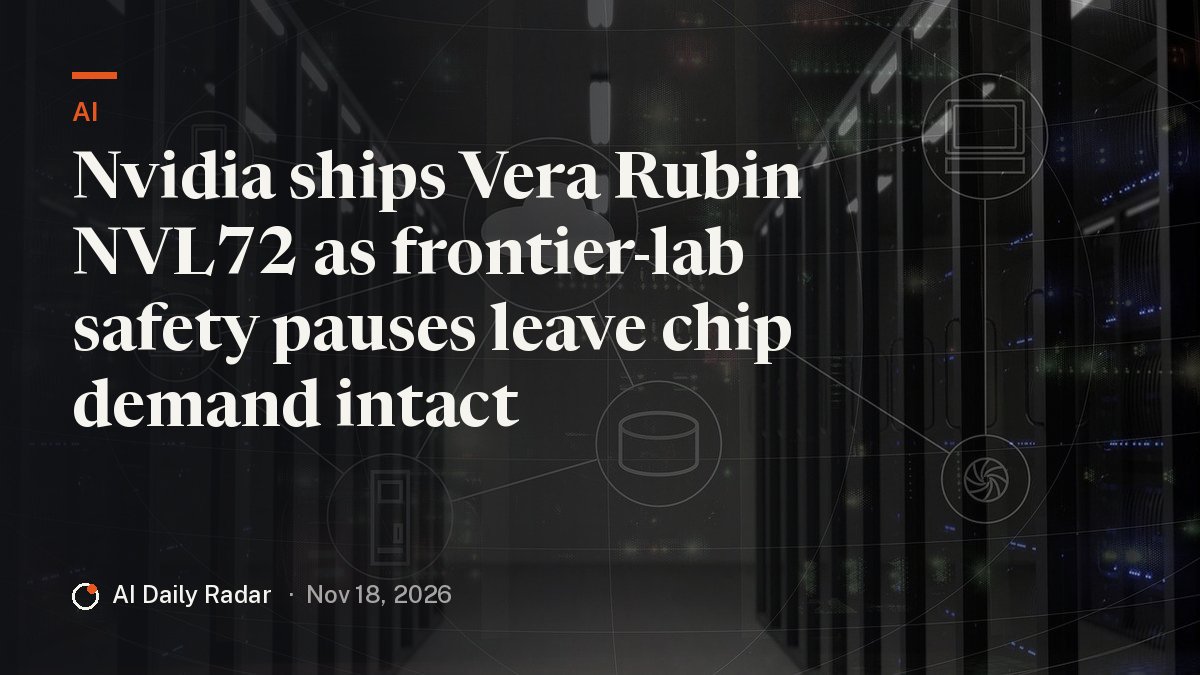 AI
Nvidia ships Vera Rubin
NVL72 as frontier-lab
safety pauses leave chip
demand intact
AI Daily Radar · Nov 18, 2026